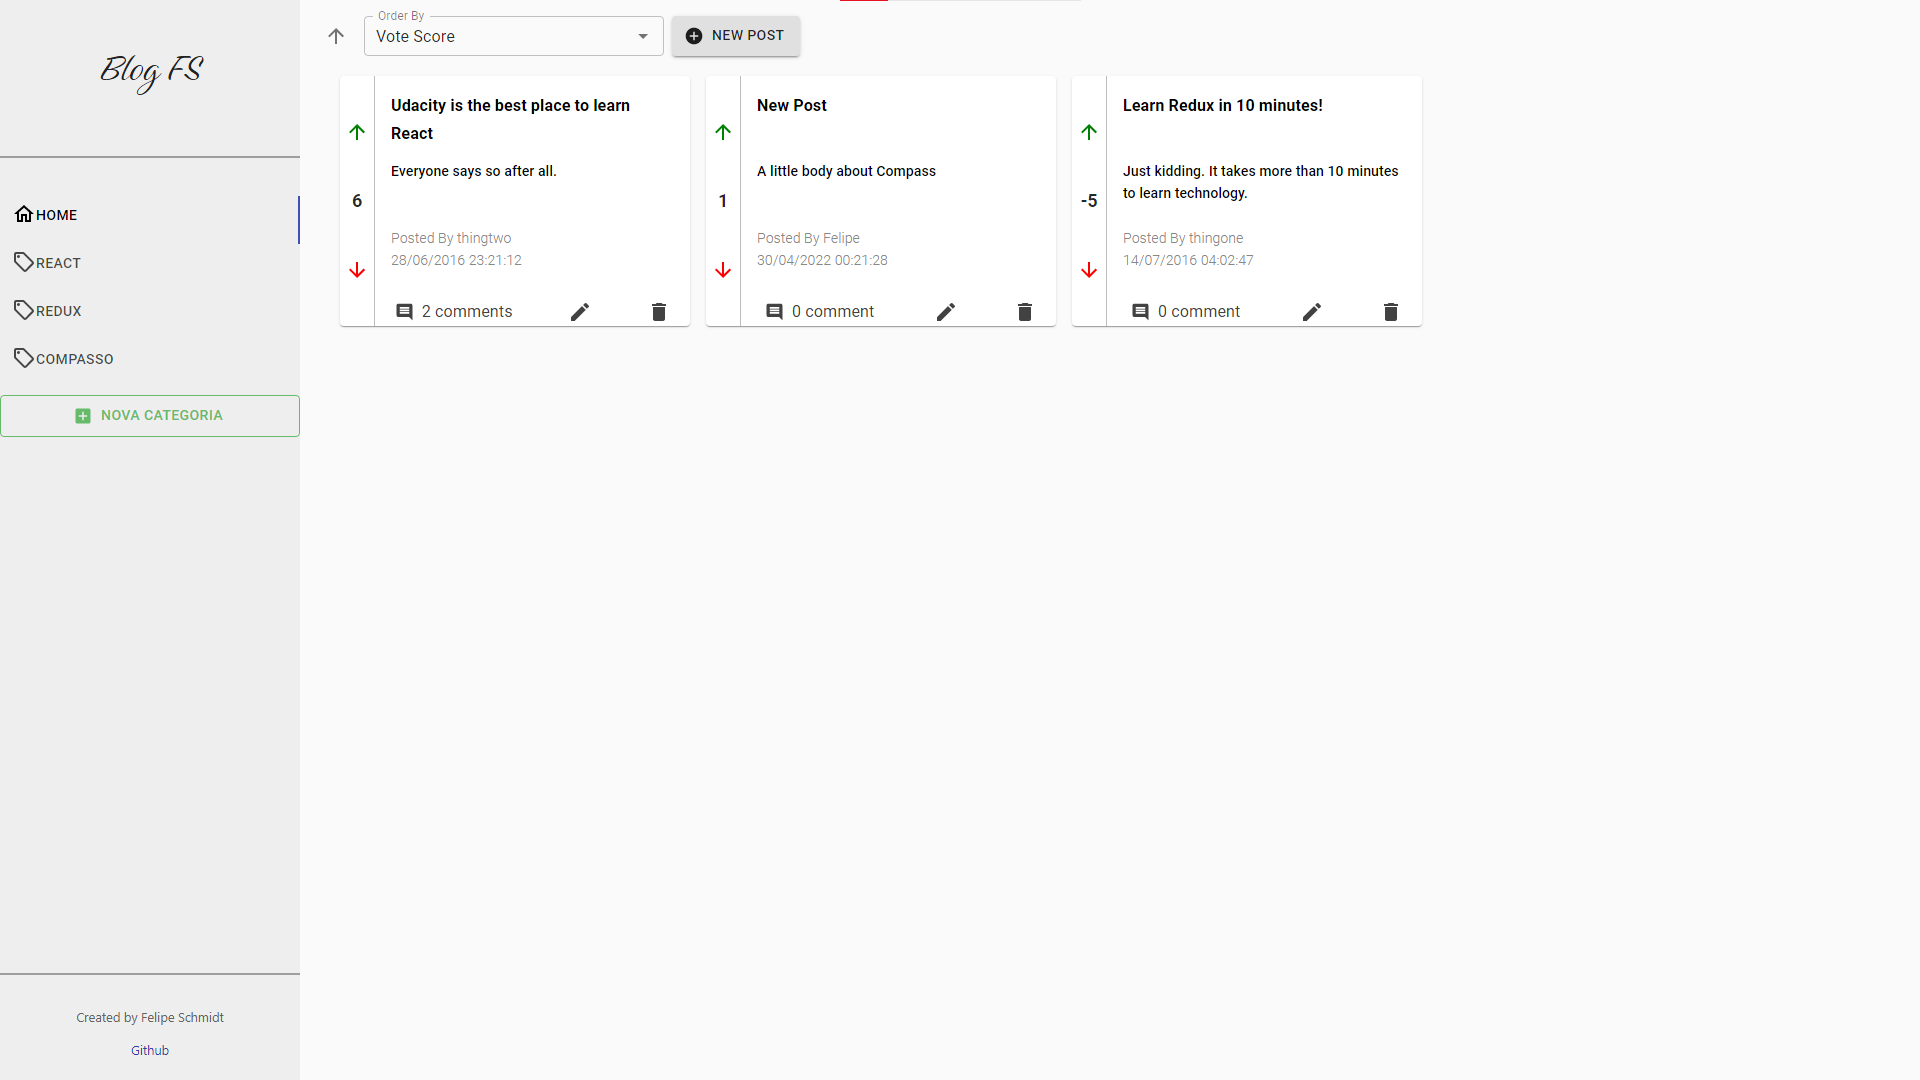 Blog FS
HOME
REACT
REDUX
COMPASSO
NOVA CATEGORIA
Created by Felipe Schmidt
Github
Order By
Vote Score
NEW POST
Udacity is the best place to learn
React
Everyone says so after all.
6
Posted By thingtwo
28/06/2016 23:21:12
2 comments
New Post
A little body about Compass
1
Posted By Felipe
30/04/2022 00:21:28
0 comment
Learn Redux in 10 minutes!
Just kidding. It takes more than 10 minutes
to learn technology.
-5
Posted By thingone
14/07/2016 04:02:47
0 comment